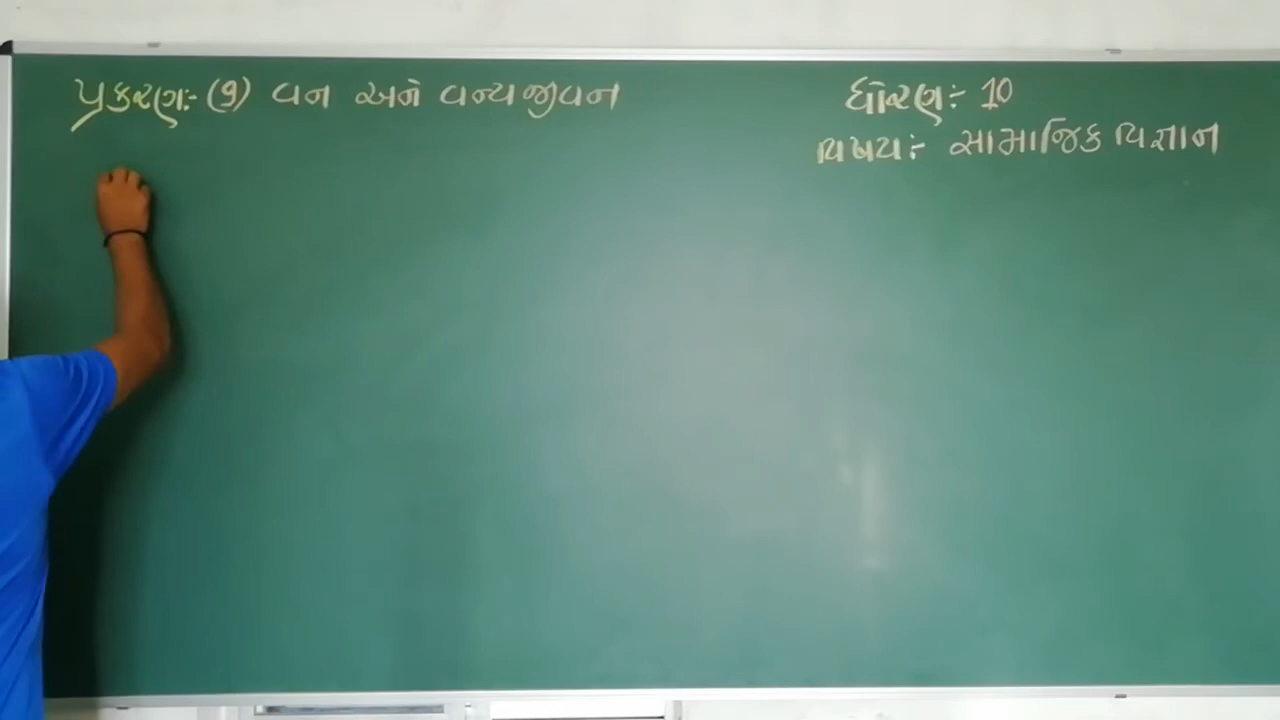 પ્રકરણઃ- (9) વન અને વન્યજીવન
ધોરણઃ- 10
વિષયઃ- સામાજિક વિજ્ઞાન